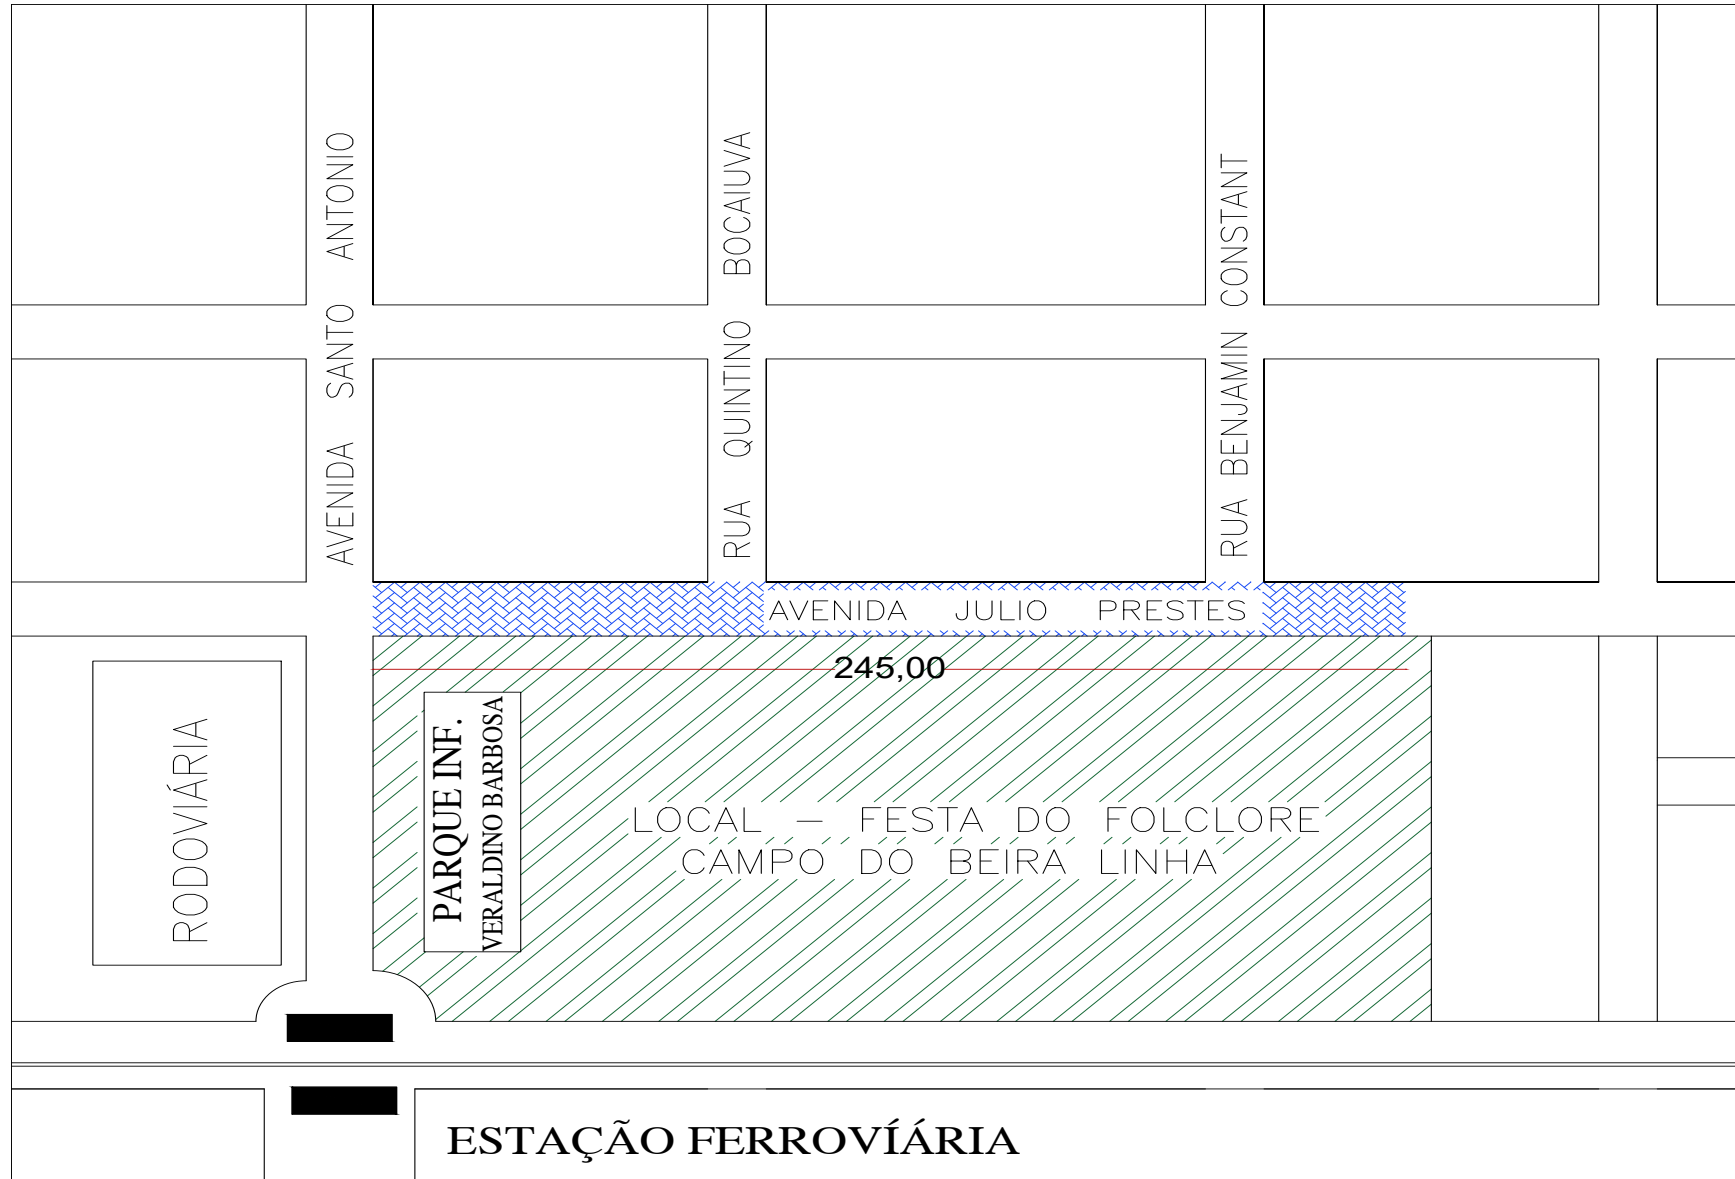 AVENIDA SANTO ANTONIO
RUA QUINTINO BOCAIUVA
RUA BENJAMIN CONSTANT
AVENIDA JULIO PRESTES
245,00
RODOVIÁRIA
PARQUE INF.
VERALDINO BARBOSA
LOCAL – FESTA DO FOLCLORE
CAMPO DO BEIRA LINHA
ESTAÇÃO FERROVÍÁRIA